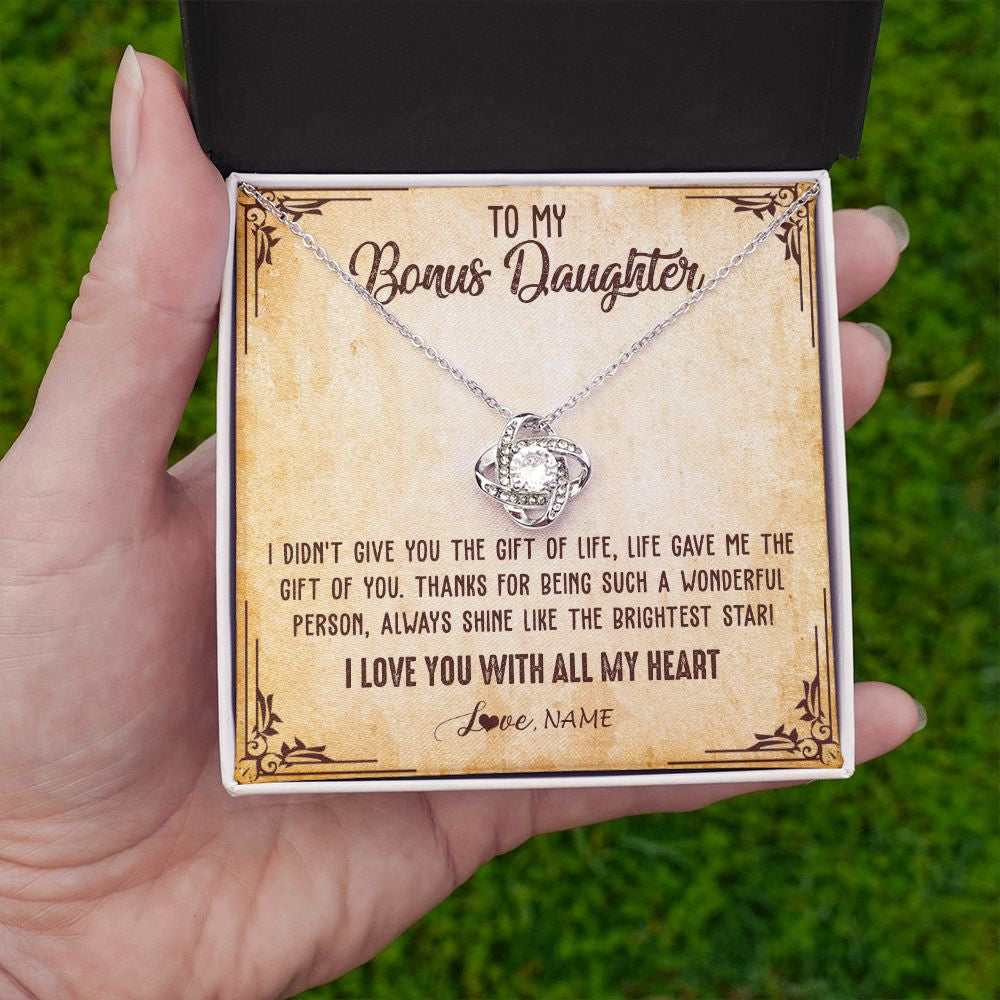 TO MY
Bonus Daughter
I DIDN'T GIVE YOU THE GIFT OF LIFE, LIFE GAVE ME THE
GIFT OF YOU. THANKS FOR BEING SUCH A WONDERFUL
PERSON, ALWAYS SHINE LIKE THE BRIGHTEST STAR!
I LOVE YOU WITH ALL MY HEART
Love, NAME